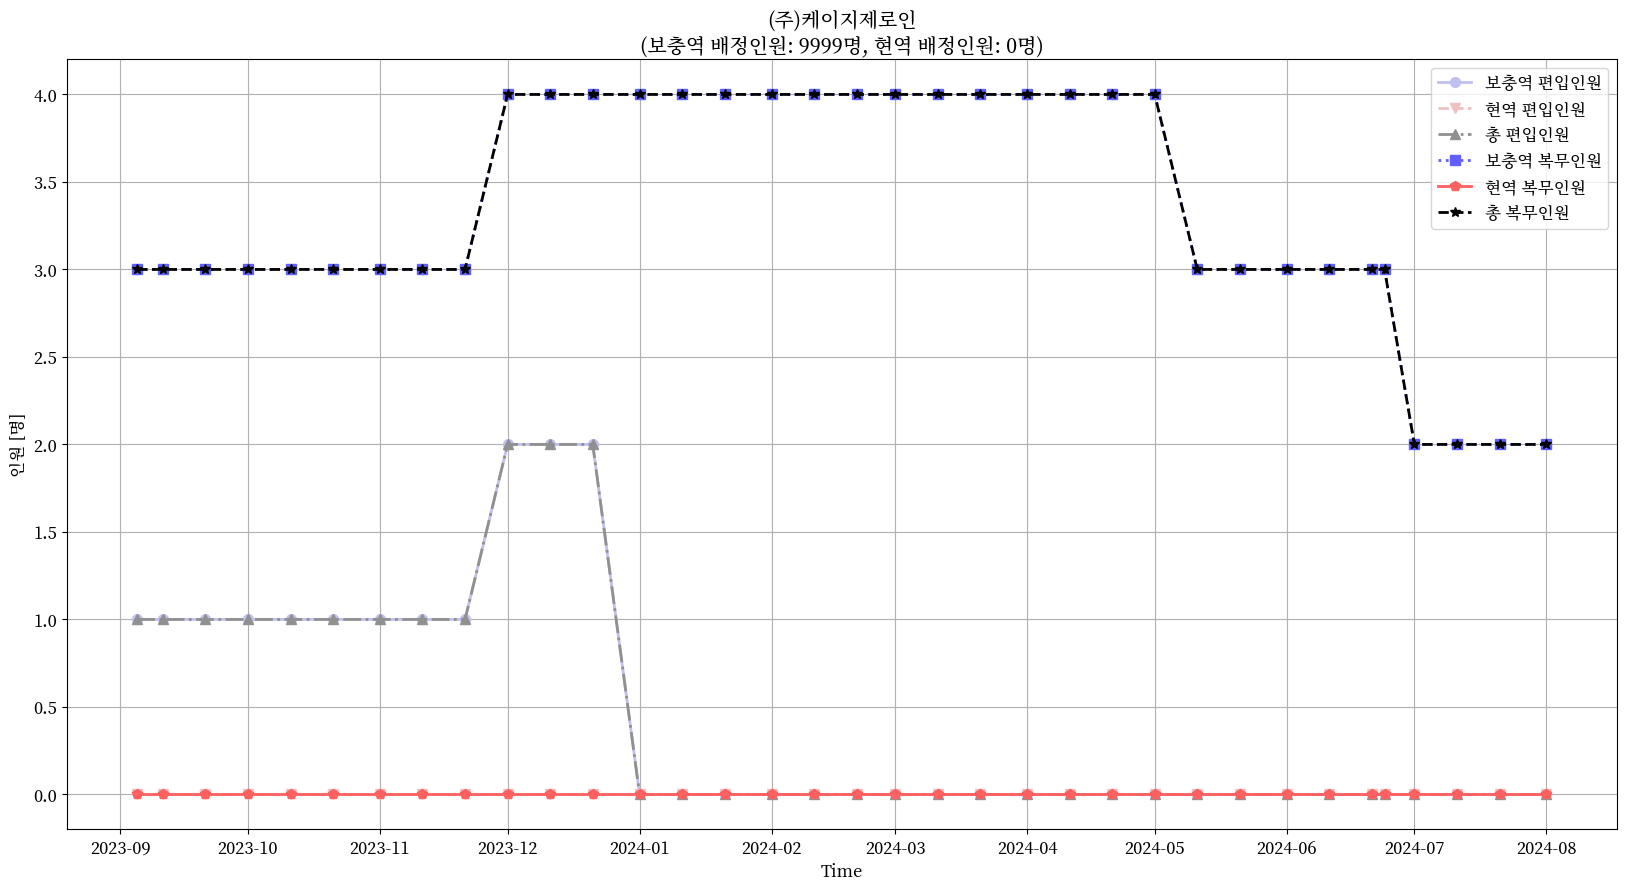 (주)케이지제로인
(보충역 배정인원: 9999명, 현역 배정인원: 0명)
4.0
3.5
3.0
2.5
2.0
1.5
1.0
0.5
0.0
인원 [명]
보충역 편입인원
현역 편입인원
총 편입인원
보충역 복무인원
현역 복무인원
총 복무인원
2023-09
2023-10
2023-11
2023-12
2024-01
2024-02
2024-03
2024-04
2024-05
2024-06
2024-07
2024-08
Time